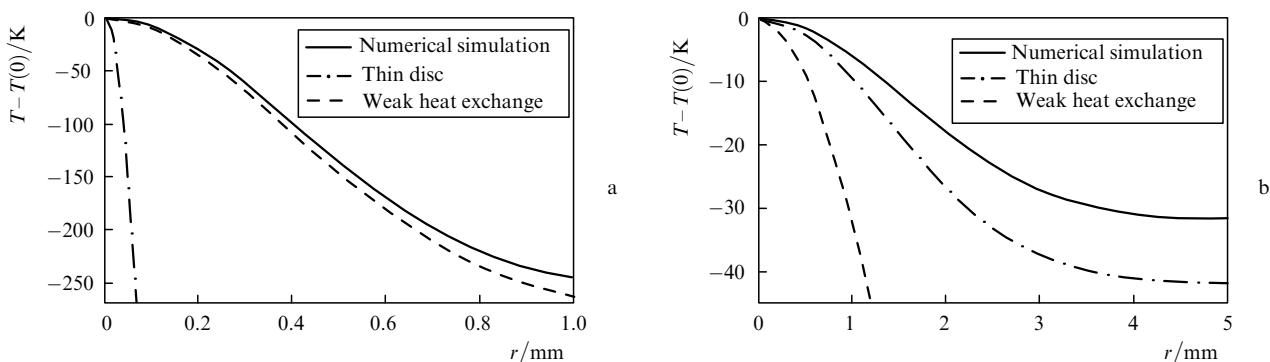 0
−50
−100
−150
−200
−250
T − T(0)/K
Numerical simulation
Thin disc
Weak heat exchange
0
0.2
0.4
0.6
0.8
1.0
r/mm
a
0
−10
−20
−30
−40
T − T(0)/K
Numerical simulation
Thin disc
Weak heat exchange
0
1
2
3
4
5
r/mm
b